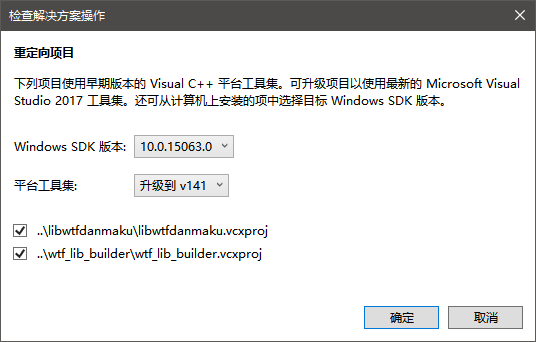 检查解决方案操作
重定向项目
下列项目使用早期版本的 Visual C++ 平台工具集。可升级项目以使用最新的 Microsoft Visual
Studio 2017 工具集。还可从计算机上安装的项中选择目标 Windows SDK 版本。
Windows SDK 版本: 10.0.15063.0
平台工具集: 升级到 v141
..\libwtfdanmaku\libwtfdanmaku.vcxproj
..\wtf_lib_builder\wtf_lib_builder.vcxproj
确定 取消